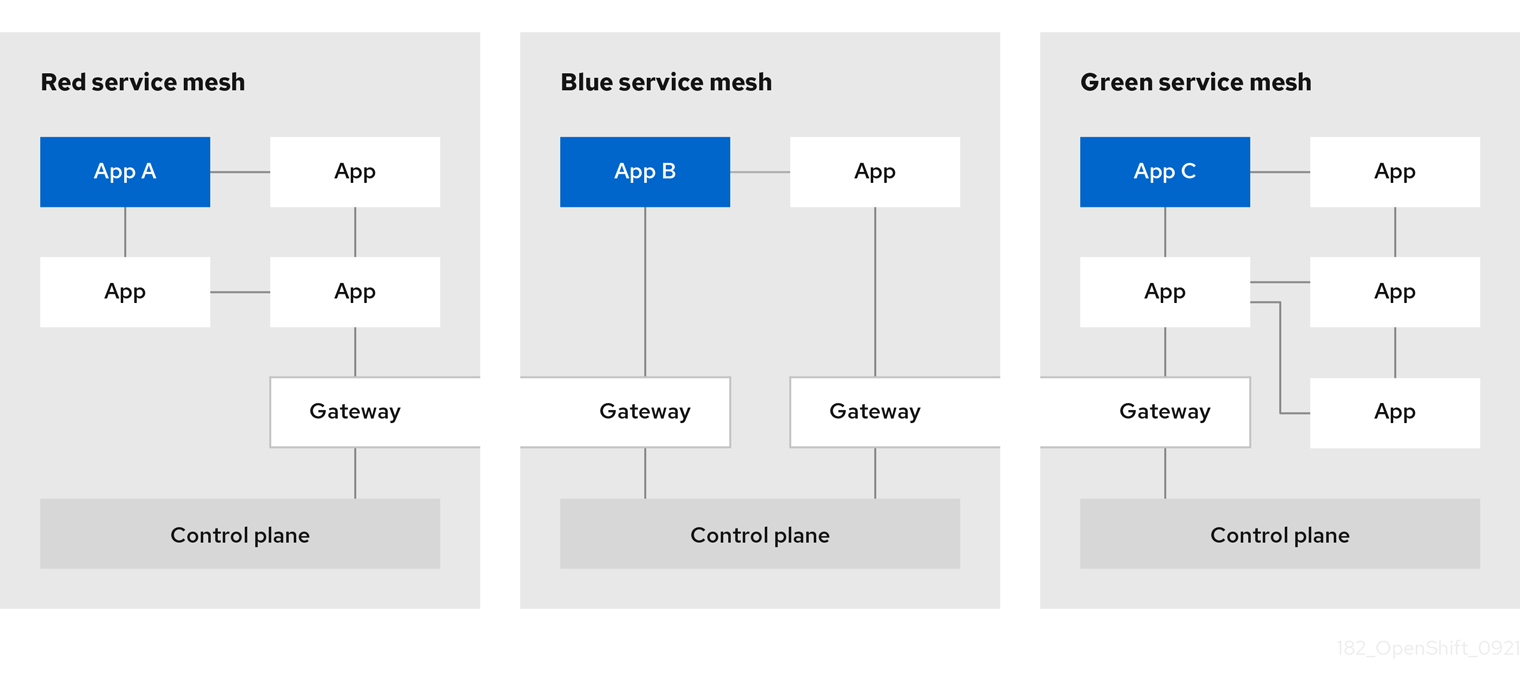 Red service mesh
App A
App
App
App
Gateway
Control plane
Blue service mesh
App B
App
Gateway
Gateway
Control plane
Green service mesh
App C
App
App
App
Gateway
App
Control plane
182_OpenShift_0921